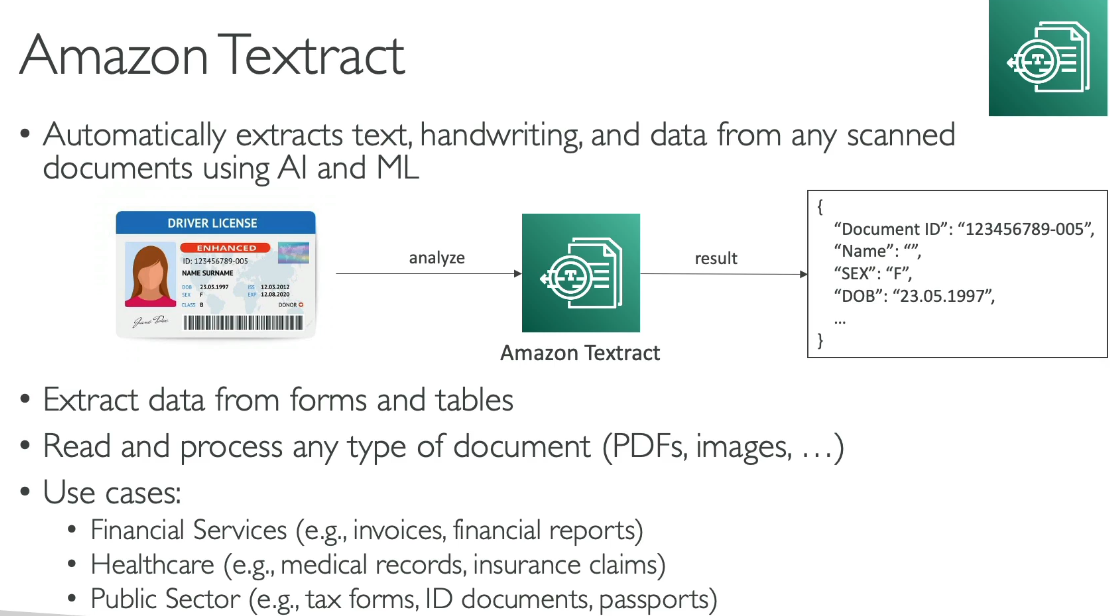 Amazon Textract
• Automatically extracts text, handwriting, and data from any scanned
documents using AI and ML
DRIVER LICENSE
ENHANCED
ID: 123456789-005
NAME SURNAME
DOB 23.05.1997 ISS 12.03.2012
SEX F EXP 12.08.2020
CLASS B DONOR
analyze
Amazon Textract
result
{
“Document ID”: “123456789-005”,
“Name”: “”,
“SEX”: “F”,
“DOB”: “23.05.1997”,
...
}
• Extract data from forms and tables
• Read and process any type of document (PDFs, images, …)
• Use cases:
• Financial Services (e.g., invoices, financial reports)
• Healthcare (e.g., medical records, insurance claims)
• Public Sector (e.g., tax forms, ID documents, passports)